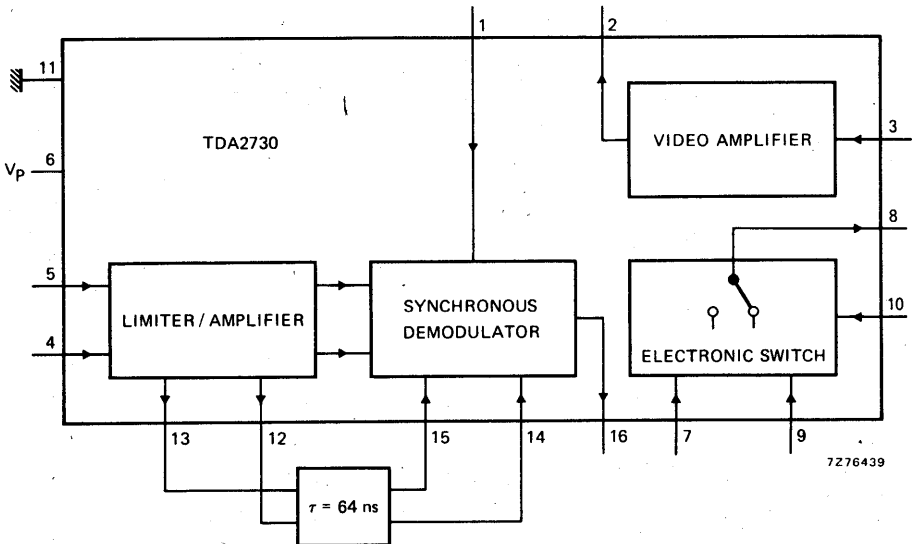 1
2
11
TDA2730
VIDEO AMPLIFIER
3
6
Vp
8
5
LIMITER/AMPLIFIER
SYNCHRONOUS
DEMODULATOR
10
4
ELECTRONIC SWITCH
13
12
15
14
16
7
9
7Z76439
τ = 64 ns